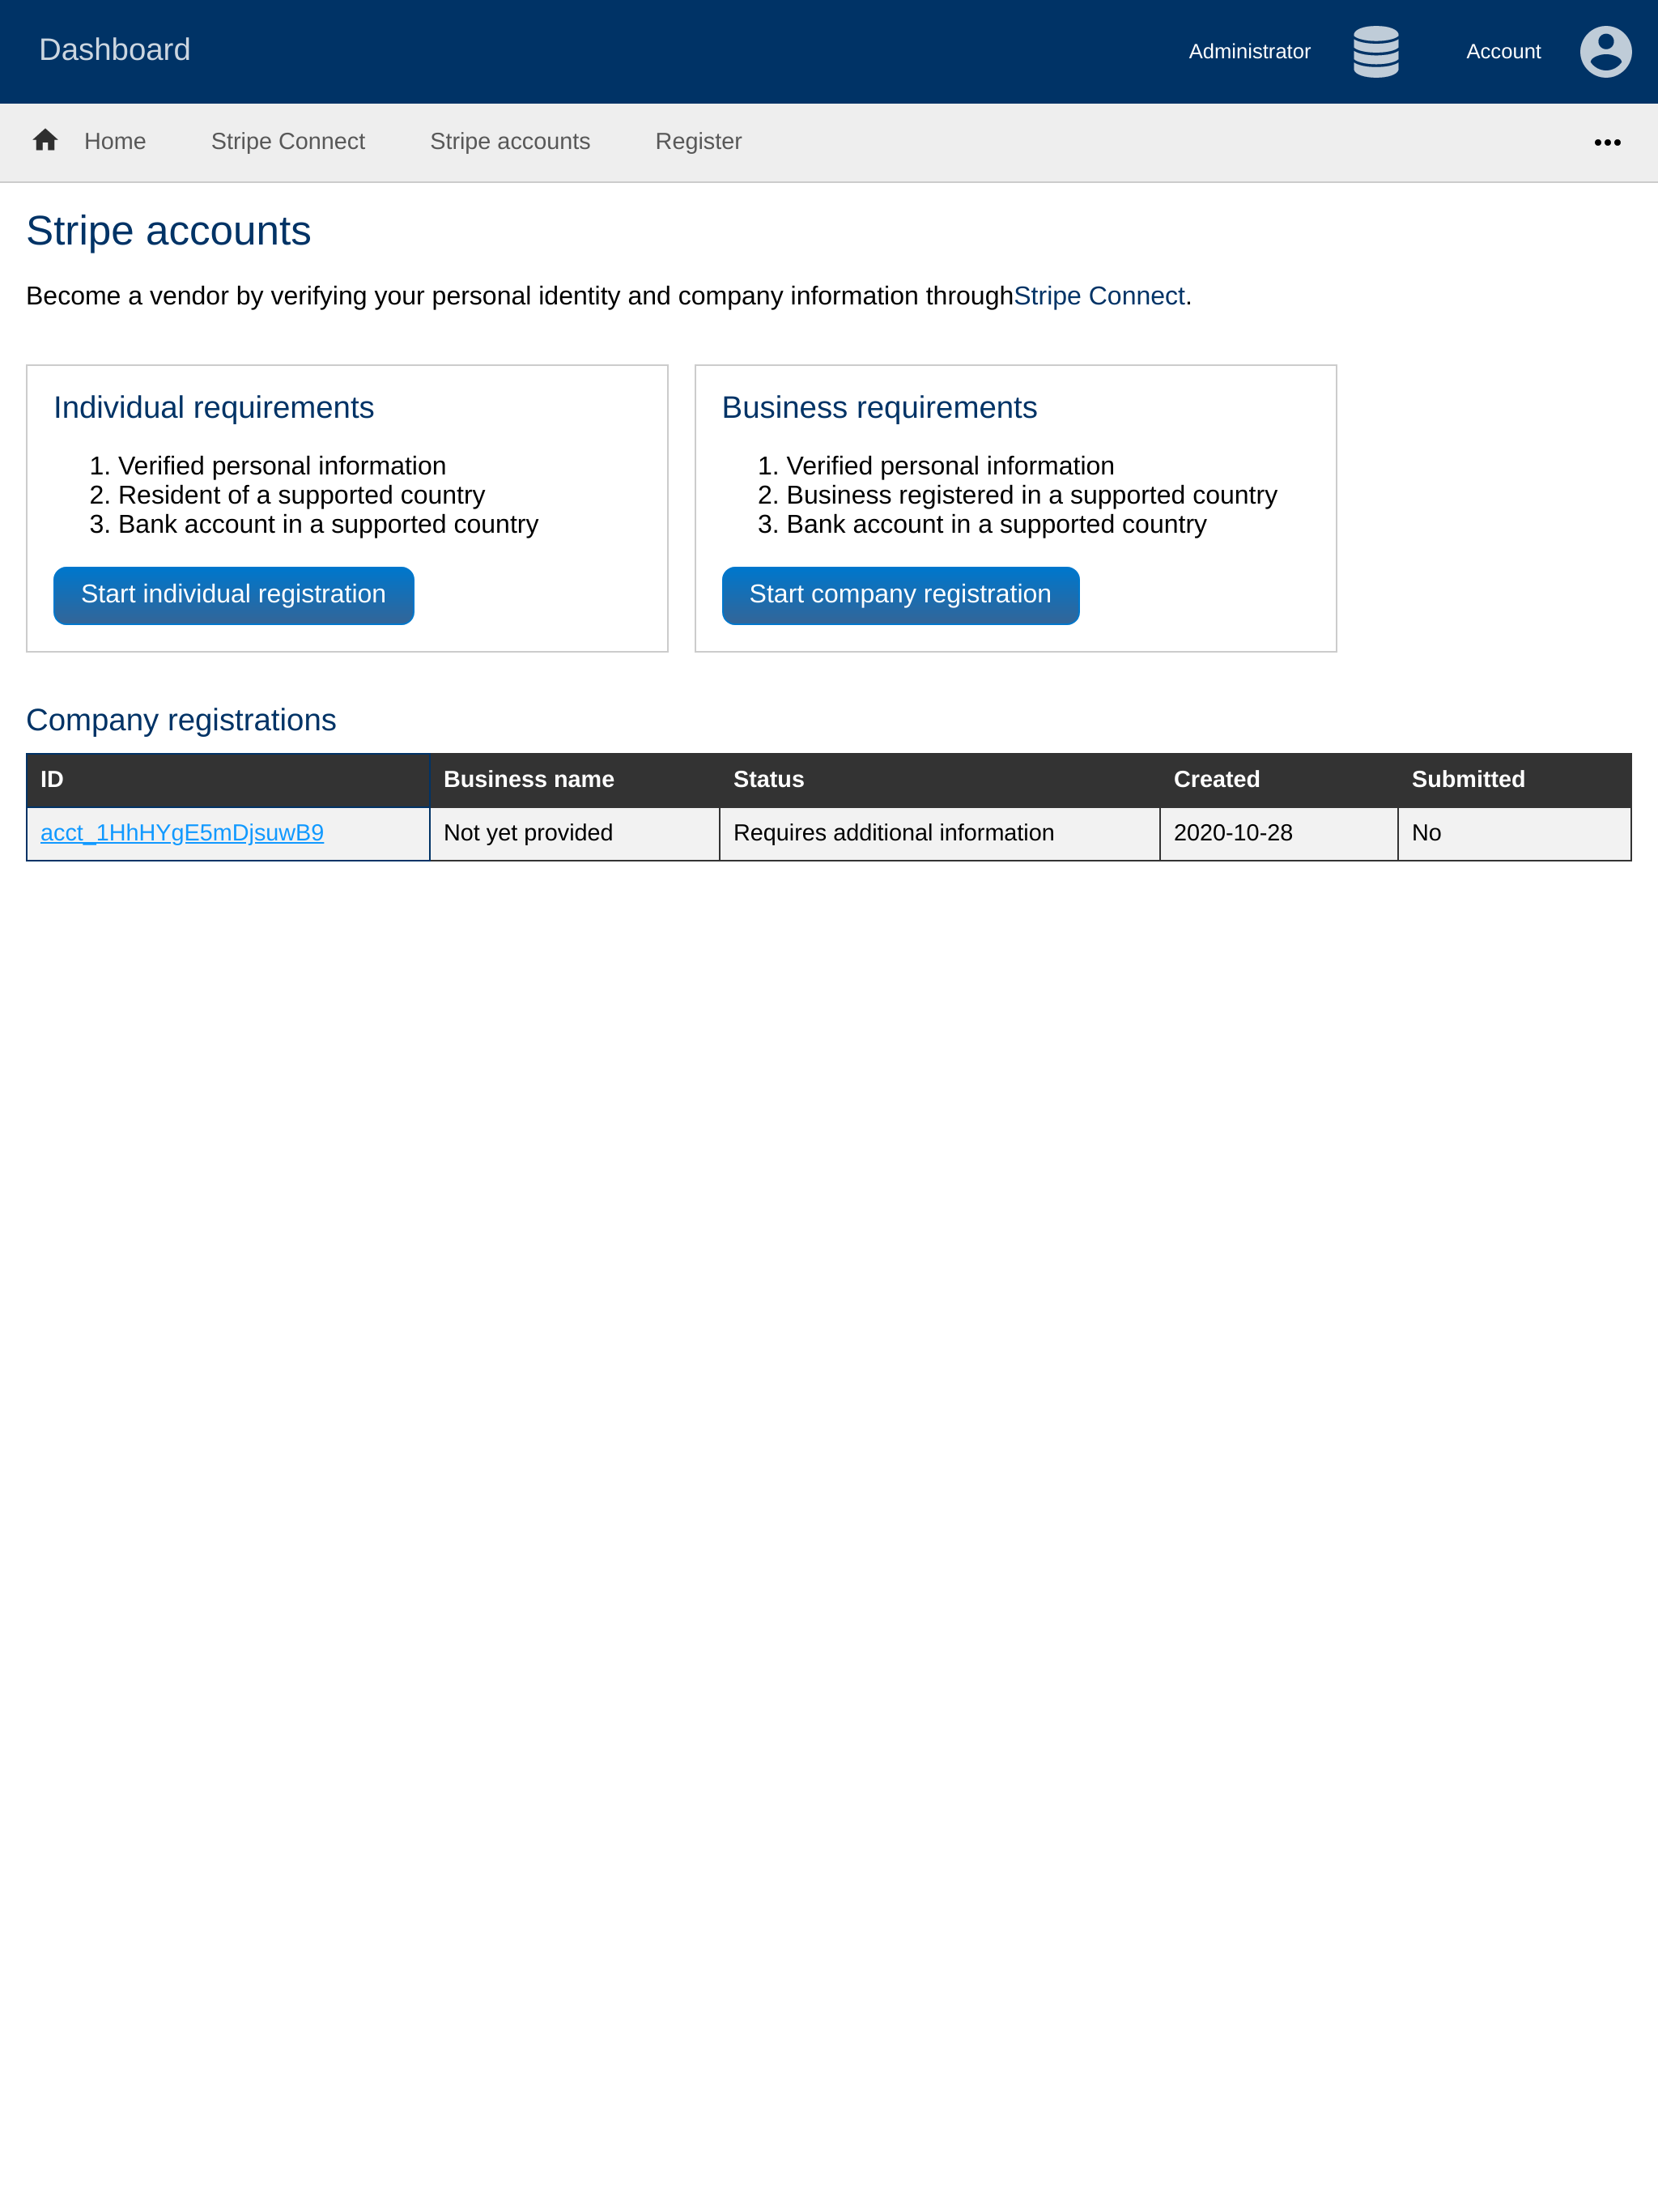 Dashboard Administrator Account
Home Stripe Connect Stripe accounts Register •••
Stripe accounts
Become a vendor by verifying your personal identity and company information throughStripe Connect.
Individual requirements
1. Verified personal information
2. Resident of a supported country
3. Bank account in a supported country
Start individual registration
Business requirements
1. Verified personal information
2. Business registered in a supported country
3. Bank account in a supported country
Start company registration
Company registrations
ID Business name Status Created Submitted
acct_1HhHYgE5mDjsuwB9 Not yet provided Requires additional information 2020-10-28 No